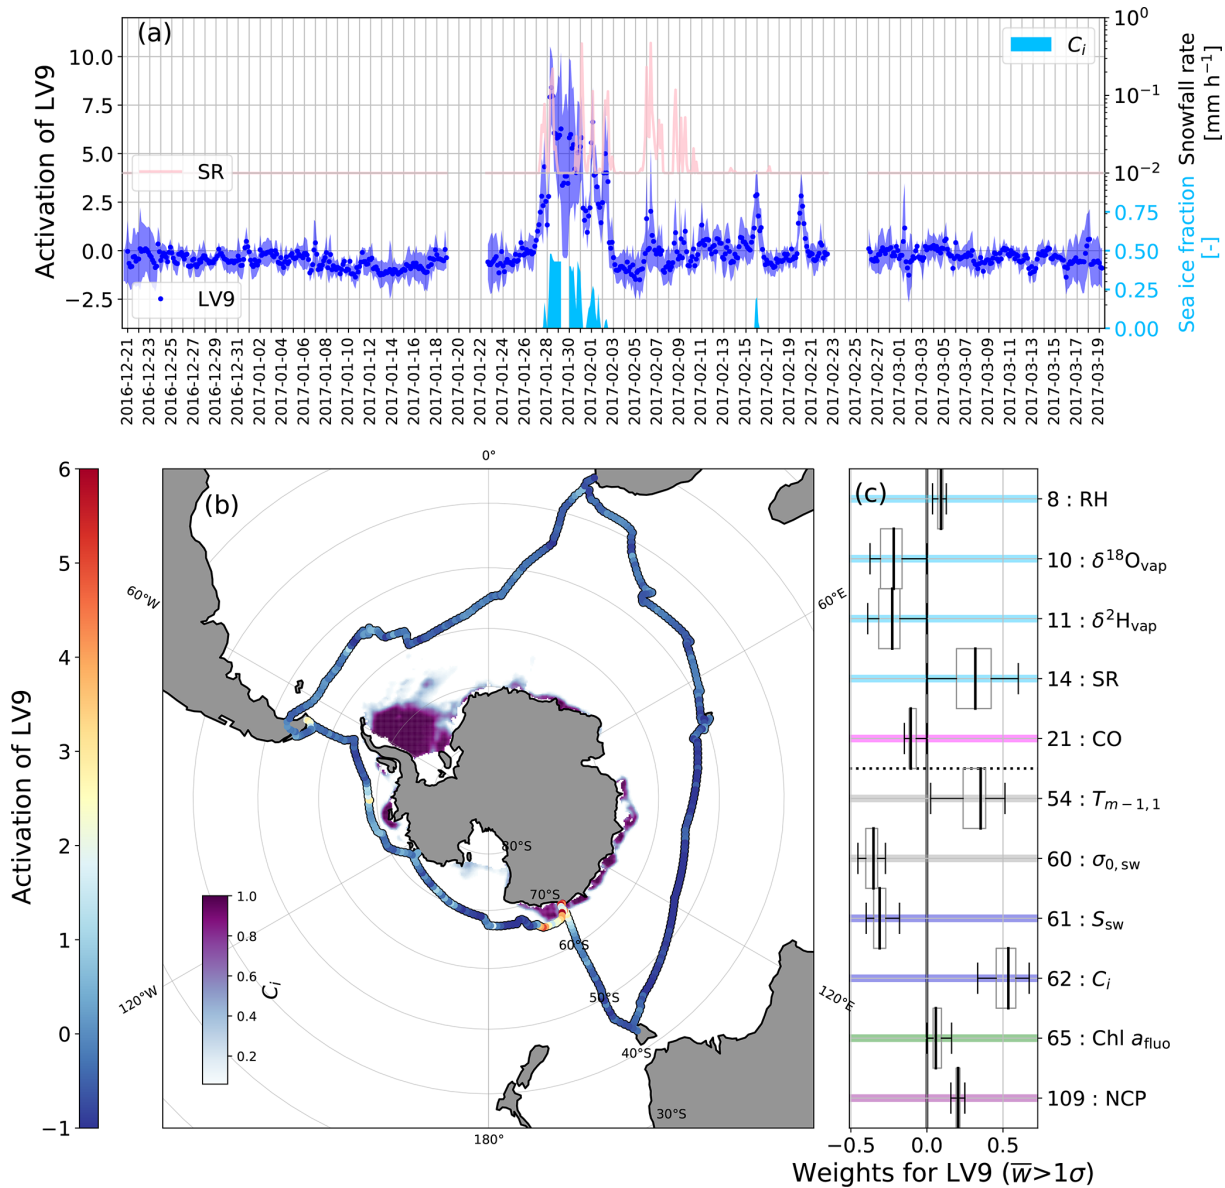 (a)
Activation of LV9
10.0
7.5
5.0
2.5
0.0
−2.5
SR
LV9
C_i
10⁰
10⁻¹
10⁻²
0.75
0.50
0.25
0.00
Snowfall rate
[mm h⁻¹]
Sea ice fraction
[-]
2016-12-21
2016-12-23
2016-12-25
2016-12-27
2016-12-29
2016-12-31
2017-01-02
2017-01-04
2017-01-06
2017-01-08
2017-01-10
2017-01-12
2017-01-14
2017-01-16
2017-01-18
2017-01-20
2017-01-22
2017-01-24
2017-01-26
2017-01-28
2017-01-30
2017-02-01
2017-02-03
2017-02-05
2017-02-07
2017-02-09
2017-02-11
2017-02-13
2017-02-15
2017-02-17
2017-02-19
2017-02-21
2017-02-23
2017-02-25
2017-02-27
2017-03-01
2017-03-03
2017-03-05
2017-03-07
2017-03-09
2017-03-11
2017-03-13
2017-03-15
2017-03-17
2017-03-19
Activation of LV9
6
5
4
3
2
1
0
−1
(b)
0°
60°W
60°E
120°W
120°E
180°
80°S
70°S
60°S
50°S
40°S
30°S
1.0
0.8
0.6
0.4
0.2
C_i
(c)
8 : RH
10 : δ¹⁸O_vap
11 : δ²H_vap
14 : SR
21 : CO
54 : T_{m−1,1}
60 : σ_{0,sw}
61 : S_sw
62 : C_i
65 : Chl a_fluo
109 : NCP
−0.5
0.0
0.5
Weights for LV9 (w̅>1σ)